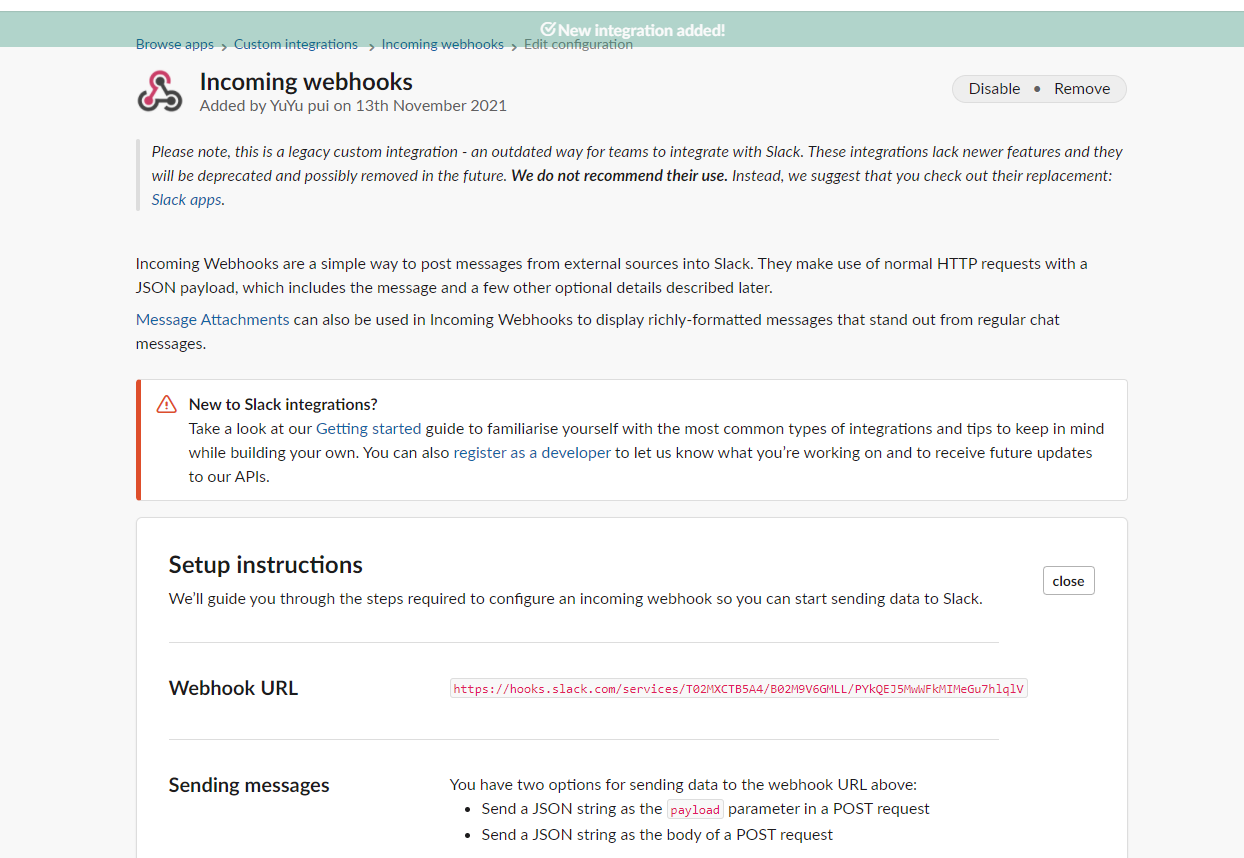 New integration added!
Browse apps › Custom integrations › Incoming webhooks › Edit configuration
Incoming webhooks
Added by YuYu pui on 13th November 2021
Disable • Remove
Please note, this is a legacy custom integration - an outdated way for teams to integrate with Slack. These integrations lack newer features and they
will be deprecated and possibly removed in the future. We do not recommend their use. Instead, we suggest that you check out their replacement:
Slack apps.
Incoming Webhooks are a simple way to post messages from external sources into Slack. They make use of normal HTTP requests with a
JSON payload, which includes the message and a few other optional details described later.
Message Attachments can also be used in Incoming Webhooks to display richly-formatted messages that stand out from regular chat
messages.
New to Slack integrations?
Take a look at our Getting started guide to familiarise yourself with the most common types of integrations and tips to keep in mind
while building your own. You can also register as a developer to let us know what you’re working on and to receive future updates
to our APIs.
Setup instructions
close
We’ll guide you through the steps required to configure an incoming webhook so you can start sending data to Slack.
Webhook URL
https://hooks.slack.com/services/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
Sending messages
You have two options for sending data to the webhook URL above:
• Send a JSON string as the payload parameter in a POST request
• Send a JSON string as the body of a POST request